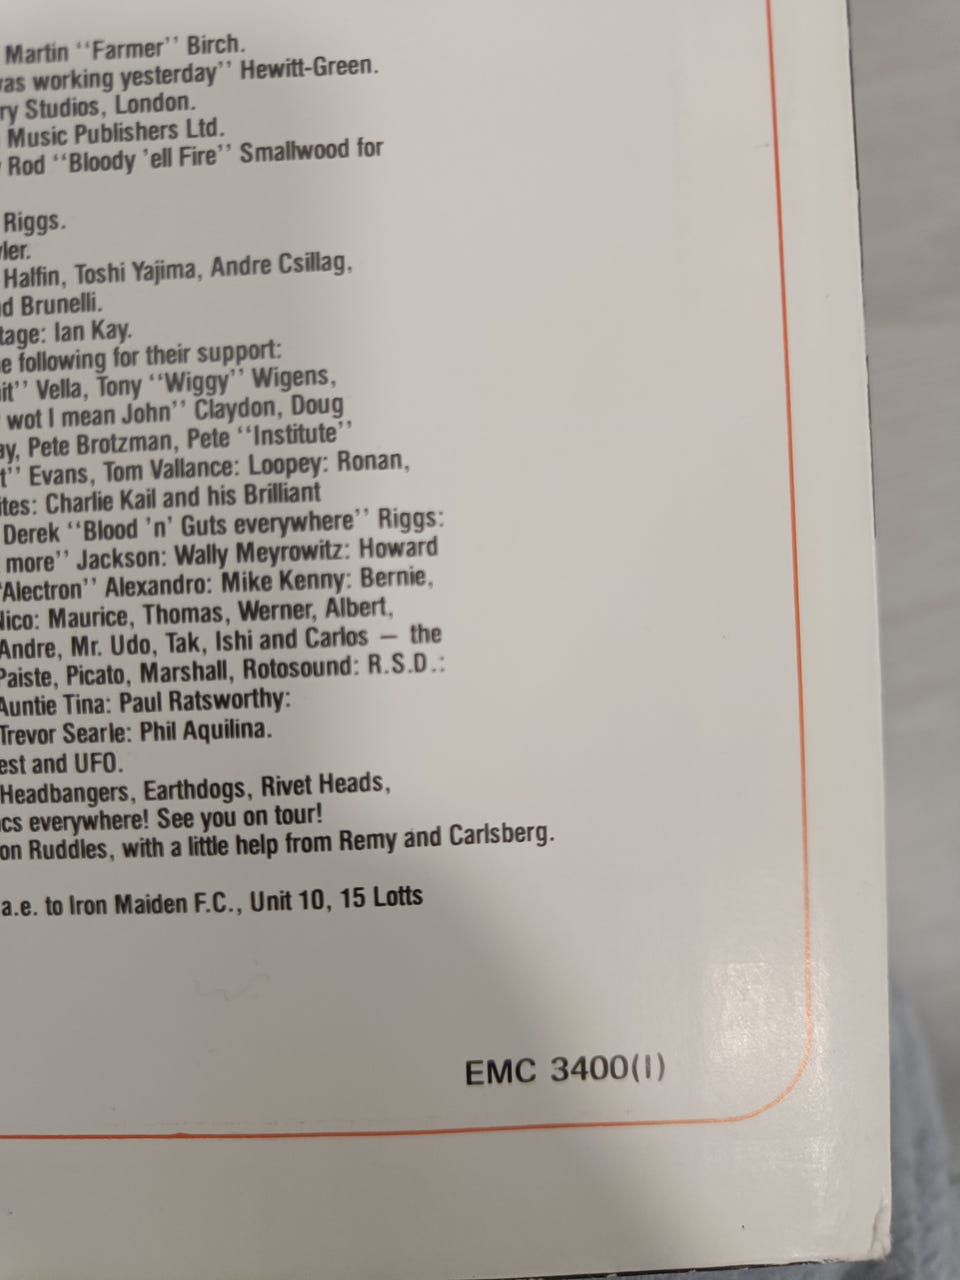 Martin “Farmer” Birch.
was working yesterday” Hewitt-Green.
ry Studios, London.
Music Publishers Ltd.
Rod “Bloody ’ell Fire” Smallwood for
Riggs.
ler.
Halfin, Toshi Yajima, Andre Csillag,
d Brunelli.
tage: Ian Kay.
e following for their support:
it” Vella, Tony “Wiggy” Wigens,
wot I mean John” Claydon, Doug
ay, Pete Brotzman, Pete “Institute”
t” Evans, Tom Vallance: Loopey: Ronan,
ites: Charlie Kail and his Brilliant
Derek “Blood ’n’ Guts everywhere” Riggs:
more” Jackson: Wally Meyrowitz: Howard
“Alectron” Alexandro: Mike Kenny: Bernie,
Nico: Maurice, Thomas, Werner, Albert,
Andre, Mr. Udo, Tak, Ishi and Carlos – the
Paiste, Picato, Marshall, Rotosound: R.S.D.:
Auntie Tina: Paul Ratsworthy:
Trevor Searle: Phil Aquilina.
est and UFO.
Headbangers, Earthdogs, Rivet Heads,
cs everywhere! See you on tour!
on Ruddles, with a little help from Remy and Carlsberg.
a.e. to Iron Maiden F.C., Unit 10, 15 Lotts
EMC 3400(I)